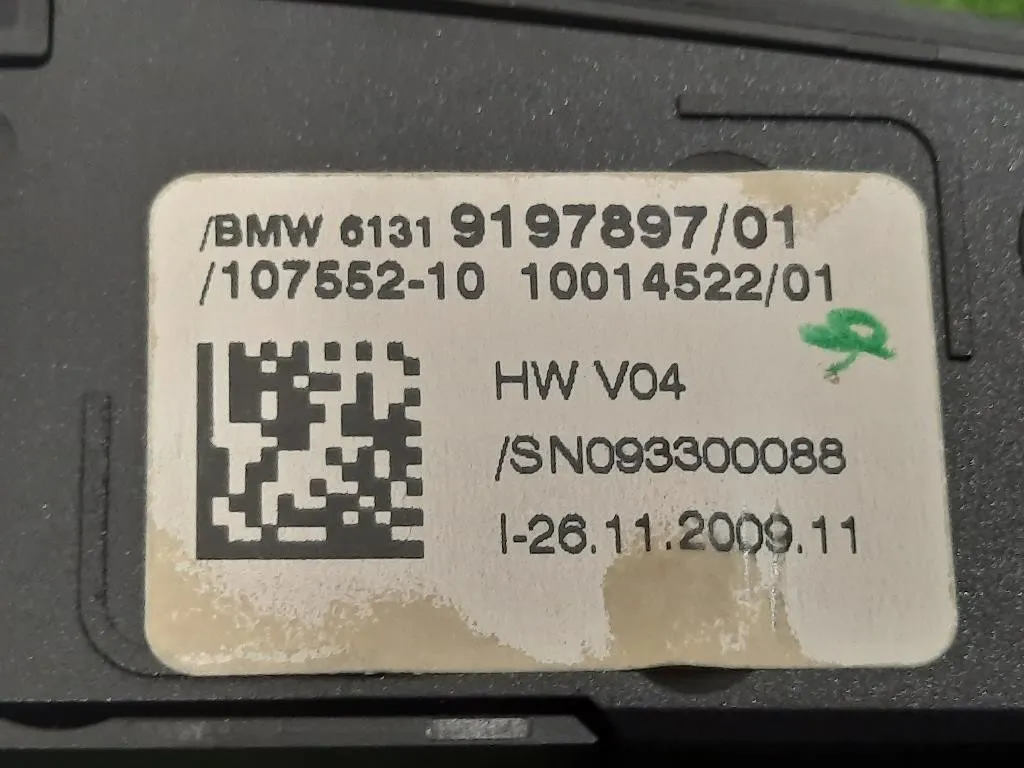 /BMW 6131 9197897/01
/107552-10 10014522/01
HW V04
/SN093300088
I-26.11.2009.11